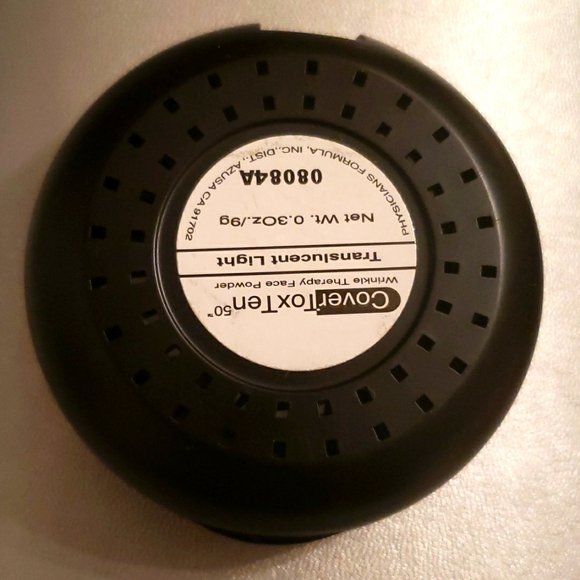 CoverToxTen50™
Wrinkle Therapy Face Powder
Translucent Light
Net Wt. 0.3Oz./9g
08084A
PHYSICIANS FORMULA, INC.,DIST., AZUSA CA 91702